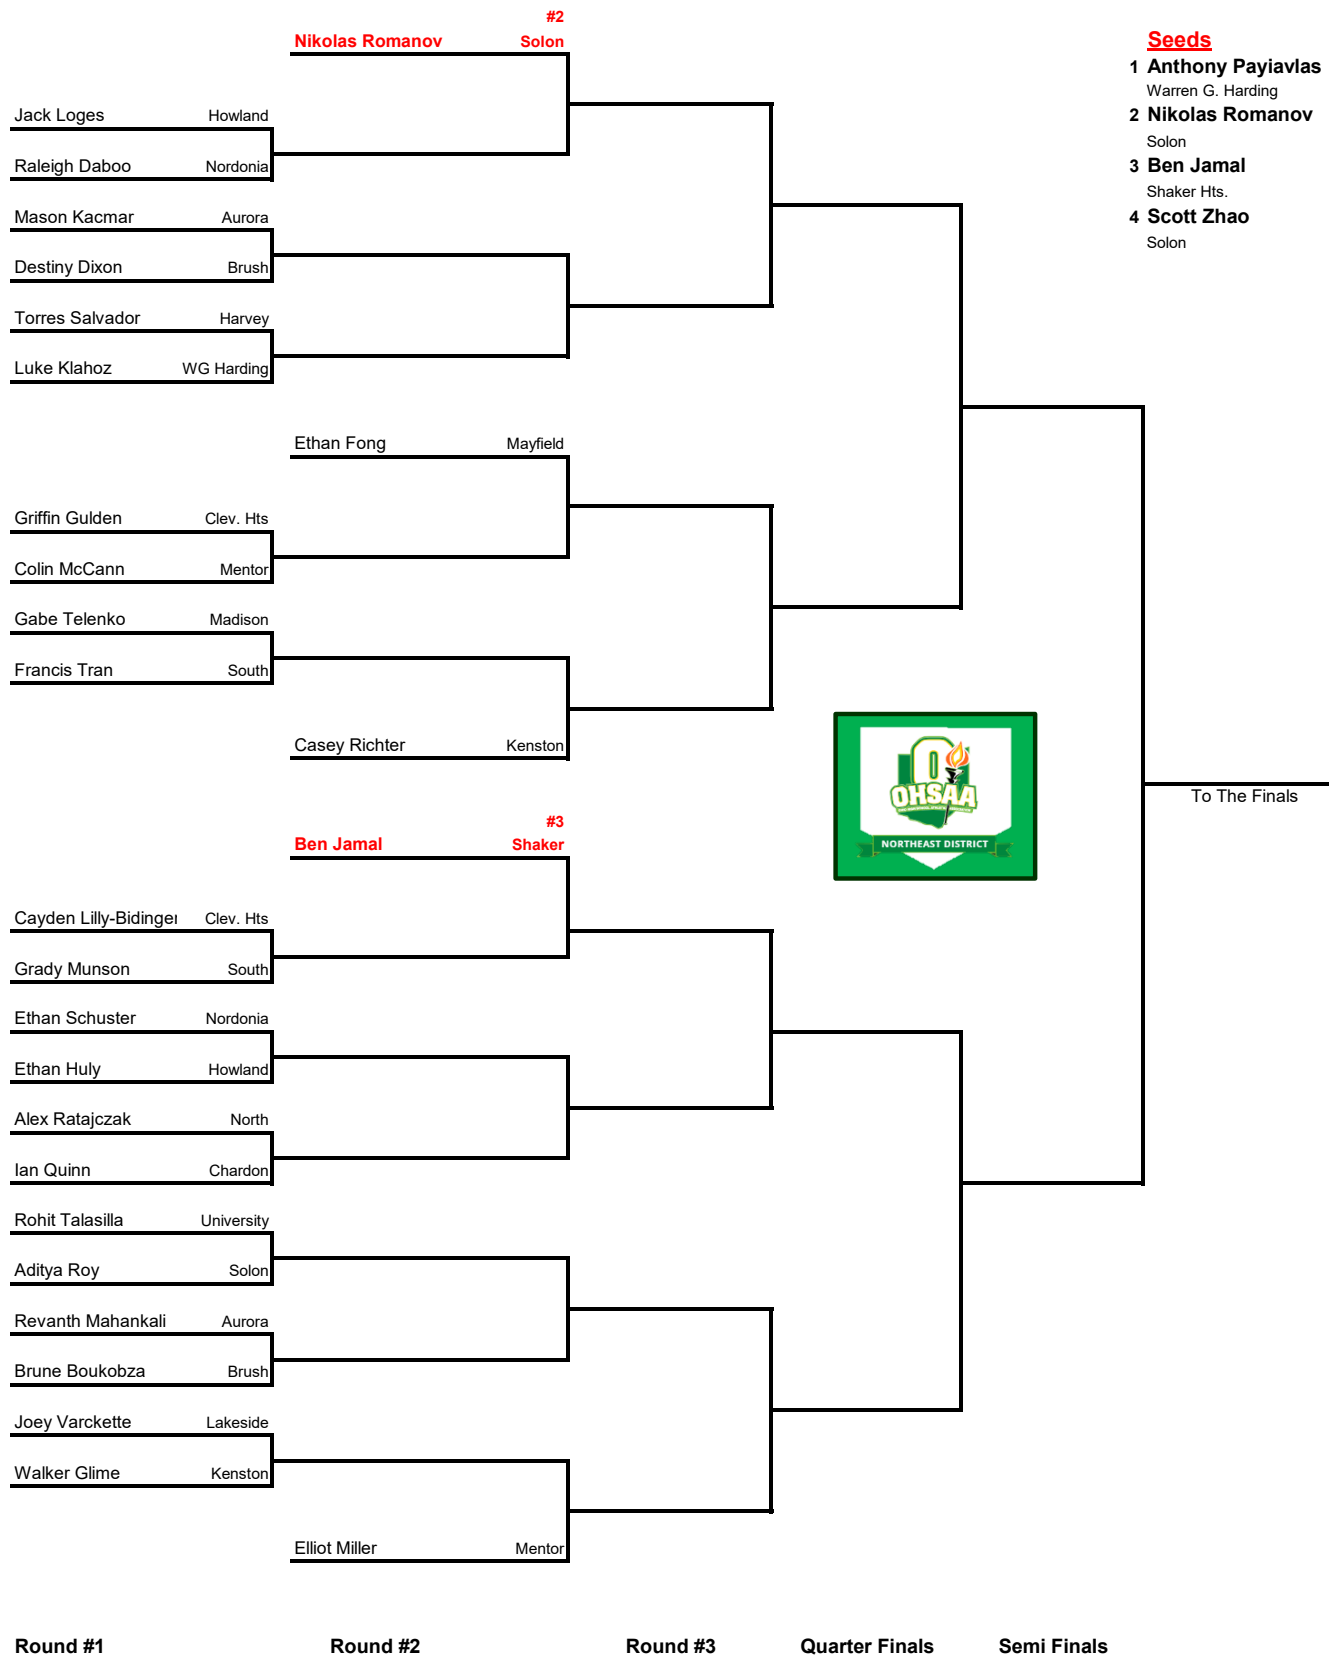 #2
Nikolas Romanov Solon
Seeds
1 Anthony Payiavlas
Warren G. Harding
2 Nikolas Romanov
Solon
3 Ben Jamal
Shaker Hts.
4 Scott Zhao
Solon
Jack Loges Howland
Raleigh Daboo Nordonia
Mason Kacmar Aurora
Destiny Dixon Brush
Torres Salvador Harvey
Luke Klahoz WG Harding
Ethan Fong Mayfield
Griffin Gulden Clev. Hts
Colin McCann Mentor
Gabe Telenko Madison
Francis Tran South
Casey Richter Kenston
OHSAA
NORTHEAST DISTRICT
To The Finals
#3
Ben Jamal Shaker
Cayden Lilly-Bidinger Clev. Hts
Grady Munson South
Ethan Schuster Nordonia
Ethan Huly Howland
Alex Ratajczak North
Ian Quinn Chardon
Rohit Talasilla University
Aditya Roy Solon
Revanth Mahankali Aurora
Brune Boukobza Brush
Joey Varckette Lakeside
Walker Glime Kenston
Elliot Miller Mentor
Round #1 Round #2 Round #3 Quarter Finals Semi Finals